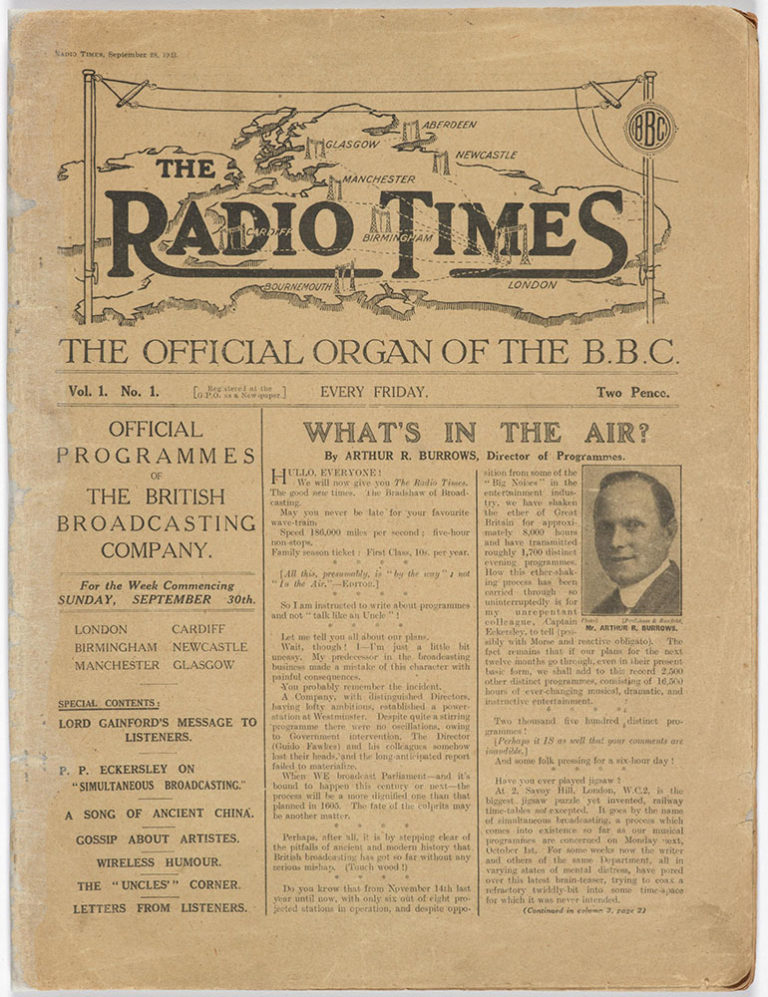 RADIO TIMES, September 28, 1923.
BBC
ABERDEEN
GLASGOW
NEWCASTLE
THE
MANCHESTER
RADIO TIMES
CARDIFF
BIRMINGHAM
BOURNEMOUTH
LONDON
THE OFFICIAL ORGAN OF THE B.B.C.
Vol. 1. No. 1.
[Registered at the
G.P.O. as a Newspaper]
EVERY FRIDAY.
Two Pence.
OFFICIAL
PROGRAMMES
OF
THE BRITISH
BROADCASTING
COMPANY.
For the Week Commencing
SUNDAY, SEPTEMBER 30th.
LONDON CARDIFF
BIRMINGHAM NEWCASTLE
MANCHESTER GLASGOW
SPECIAL CONTENTS:
LORD GAINFORD'S MESSAGE TO
LISTENERS.
P. P. ECKERSLEY ON
"SIMULTANEOUS BROADCASTING."
A SONG OF ANCIENT CHINA.
GOSSIP ABOUT ARTISTES.
WIRELESS HUMOUR.
THE "UNCLES'" CORNER.
LETTERS FROM LISTENERS.
WHAT'S IN THE AIR?
By ARTHUR R. BURROWS, Director of Programmes.
HULLO, EVERYONE!
We will now give you The Radio Times.
The good new times. The Bradshaw of Broad-
casting.
May you never be late for your favourite
wave-train.
Speed 186,000 miles per second; five-hour
non-stops.
Family season ticket: First Class, 10s. per year.
* * * *
[All this, presumably, is "by the way"; not
"In the Air."—EDITOR.]
* * * *
So I am instructed to write about programmes
and not "talk like an Uncle"!
* * * *
Let me tell you all about our plans.
Wait, though! I—I'm just a little bit
uneasy. My predecessor in the broadcasting
business made a mistake of this character with
painful consequences.
You probably remember the incident.
A Company, with distinguished Directors,
having lofty ambitions, established a power-
station at Westminster. Despite quite a stirring
programme there were no oscillations, owing
to Government intervention. The Director
(Guido Fawkes) and his colleagues somehow
lost their heads, and the long-anticipated report
failed to materialize.
When WE broadcast Parliament—and it's
bound to happen this century or next—the
process will be a more dignified one than that
planned in 1605. The fate of the culprits may
be another matter.
* * * *
Perhaps, after all, it is by stepping clear of
the pitfalls of ancient and modern history that
British broadcasting has got so far without any
serious mishap. (Touch wood!)
* * * *
Do you know that from November 14th last
year until now, with only six out of eight pro-
jected stations in operation, and despite oppo-
sition from some of the
"Big Noises" in the
entertainment indus-
try, we have shaken
the ether of Great
Britain for approxi-
mately 8,000 hours
and have transmitted
roughly 1,700 distinct
evening programmes.
How this ether-shak-
ing process has been
carried through so
uninterruptedly is for
my unrepentant
colleague, Captain
Eckersley, to tell (pos-
sibly with Morse and reactive obligato). The
fact remains that if our plans for the next
twelve months go through, even in their present
basic form, we shall add to this record 2,500
other distinct programmes, consisting of 16,500
hours of ever-changing musical, dramatic, and
instructive entertainment.
* * * *
Two thousand five hundred distinct pro-
grammes!
[Perhaps it IS as well that your comments are
inaudible.]
And some folk pressing for a six-hour day!
* * * *
Have you ever played jigsaw?
At 2, Savoy Hill, London, W.C.2, is the
biggest jigsaw puzzle yet invented, railway
time-tables not excepted. It goes by the name
of simultaneous broadcasting, a process which
comes into existence so far as our musical
programmes are concerned on Monday next,
October 1st. For some weeks now the writer
and others of the same Department, all in
varying states of mental distress, have pored
over this latest brain-teaser, trying to coax a
refractory twiddly-bit into some time-space
for which it was never intended.
(Continued in column 3, page 2)
Mr. ARTHUR R. BURROWS.